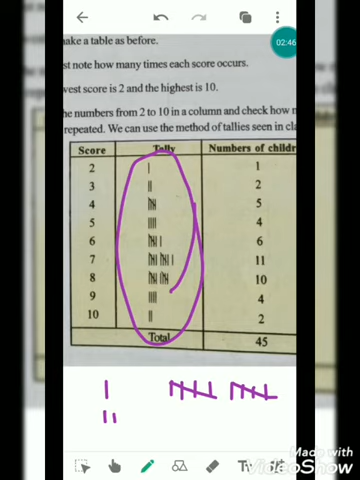 02:46
ake a table as before.
st note how many times each score occurs.
vest score is 2 and the highest is 10.
he numbers from 2 to 10 in a column and check how
repeated. We can use the method of tallies seen in cla
Score Tally Numbers of childr
2 | 1
3 || 2
4 5
5 |||| 4
6 6
7 11
8 10
9 |||| 4
10 || 2
Total 45
Made with
VideoShow